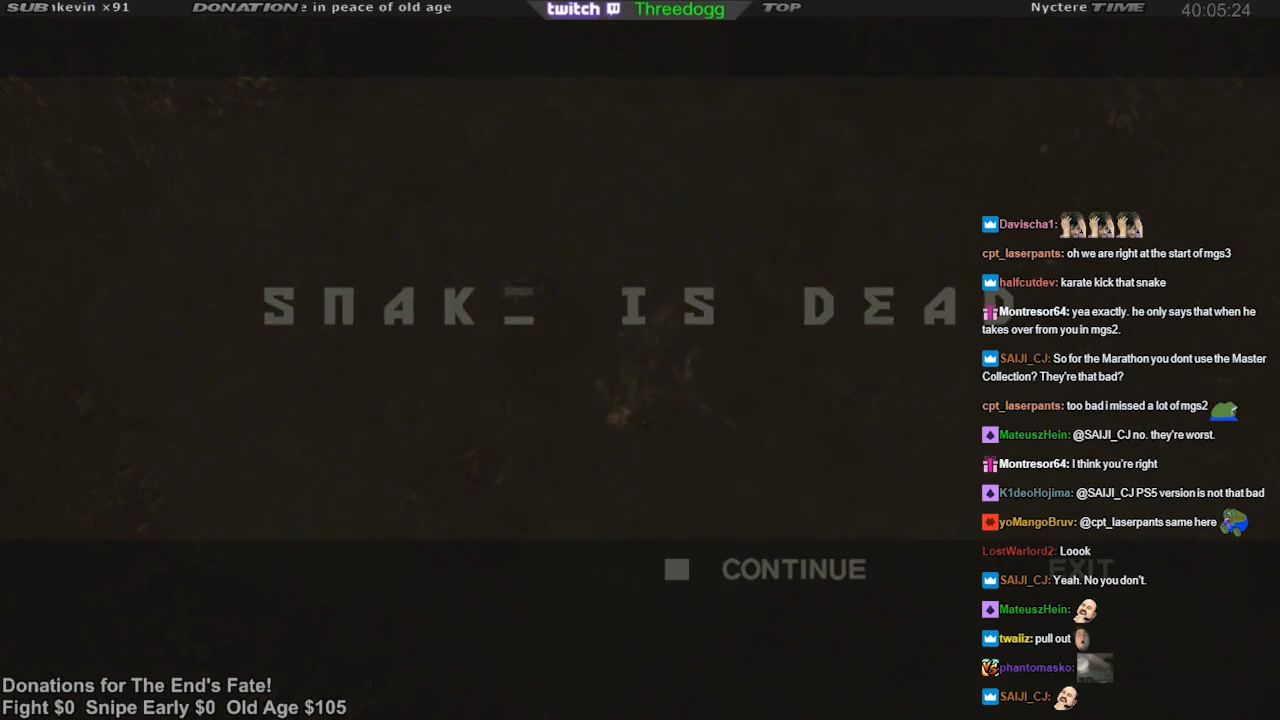 SUB nkevin ×91 DONATION e in peace of old age twitch Threedogg TOP Nyctere TIME 40:05:24
Davischa1:
cpt_laserpants: oh we are right at the start of mgs3
halfcutdev: karate kick that snake
SNAKE IS DEAD
Montresor64: yea exactly. he only says that when he
takes over from you in mgs2.
SAIJI_CJ: So for the Marathon you dont use the Master
Collection? They're that bad?
cpt_laserpants: too bad i missed a lot of mgs2
MateuszHein: @SAIJI_CJ no. they're worst.
Montresor64: I think you're right
K1deoHojima: @SAIJI_CJ PS5 version is not that bad
yoMangoBruv: @cpt_laserpants same here
LostWarlord2: Loook
CONTINUE EXIT
SAIJI_CJ: Yeah. No you don't.
MateuszHein:
twaiiz: pull out
phantomasko:
SAIJI_CJ:
Donations for The End's Fate!
Fight $0 Snipe Early $0 Old Age $105